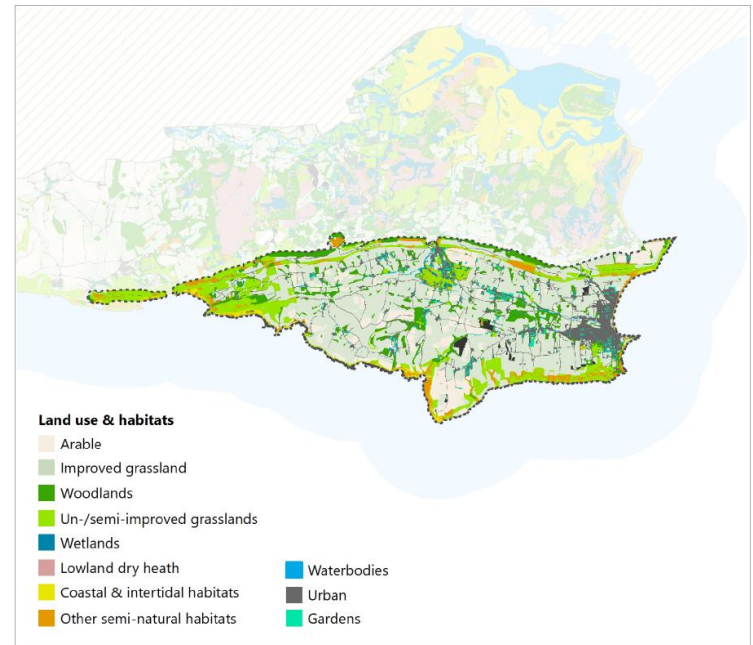 Land use & habitats
Arable
Improved grassland
Woodlands
Un-/semi-improved grasslands
Wetlands
Lowland dry heath
Coastal & intertidal habitats
Other semi-natural habitats
Waterbodies
Urban
Gardens